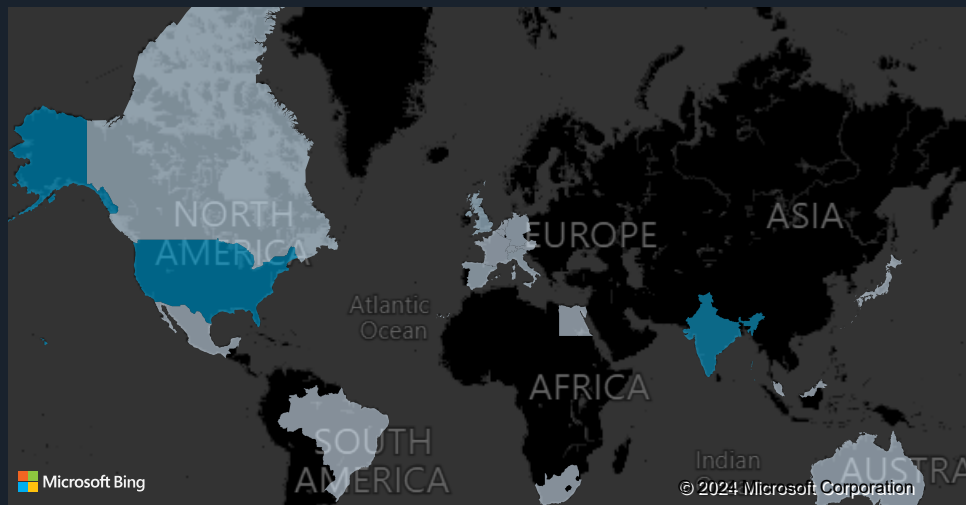 NORTH
AMERICA
EUROPE
ASIA
Atlantic
Ocean
AFRICA
SOUTH
AMERICA
Indian
AUSTRA
Microsoft Bing
© 2024 Microsoft Corporation